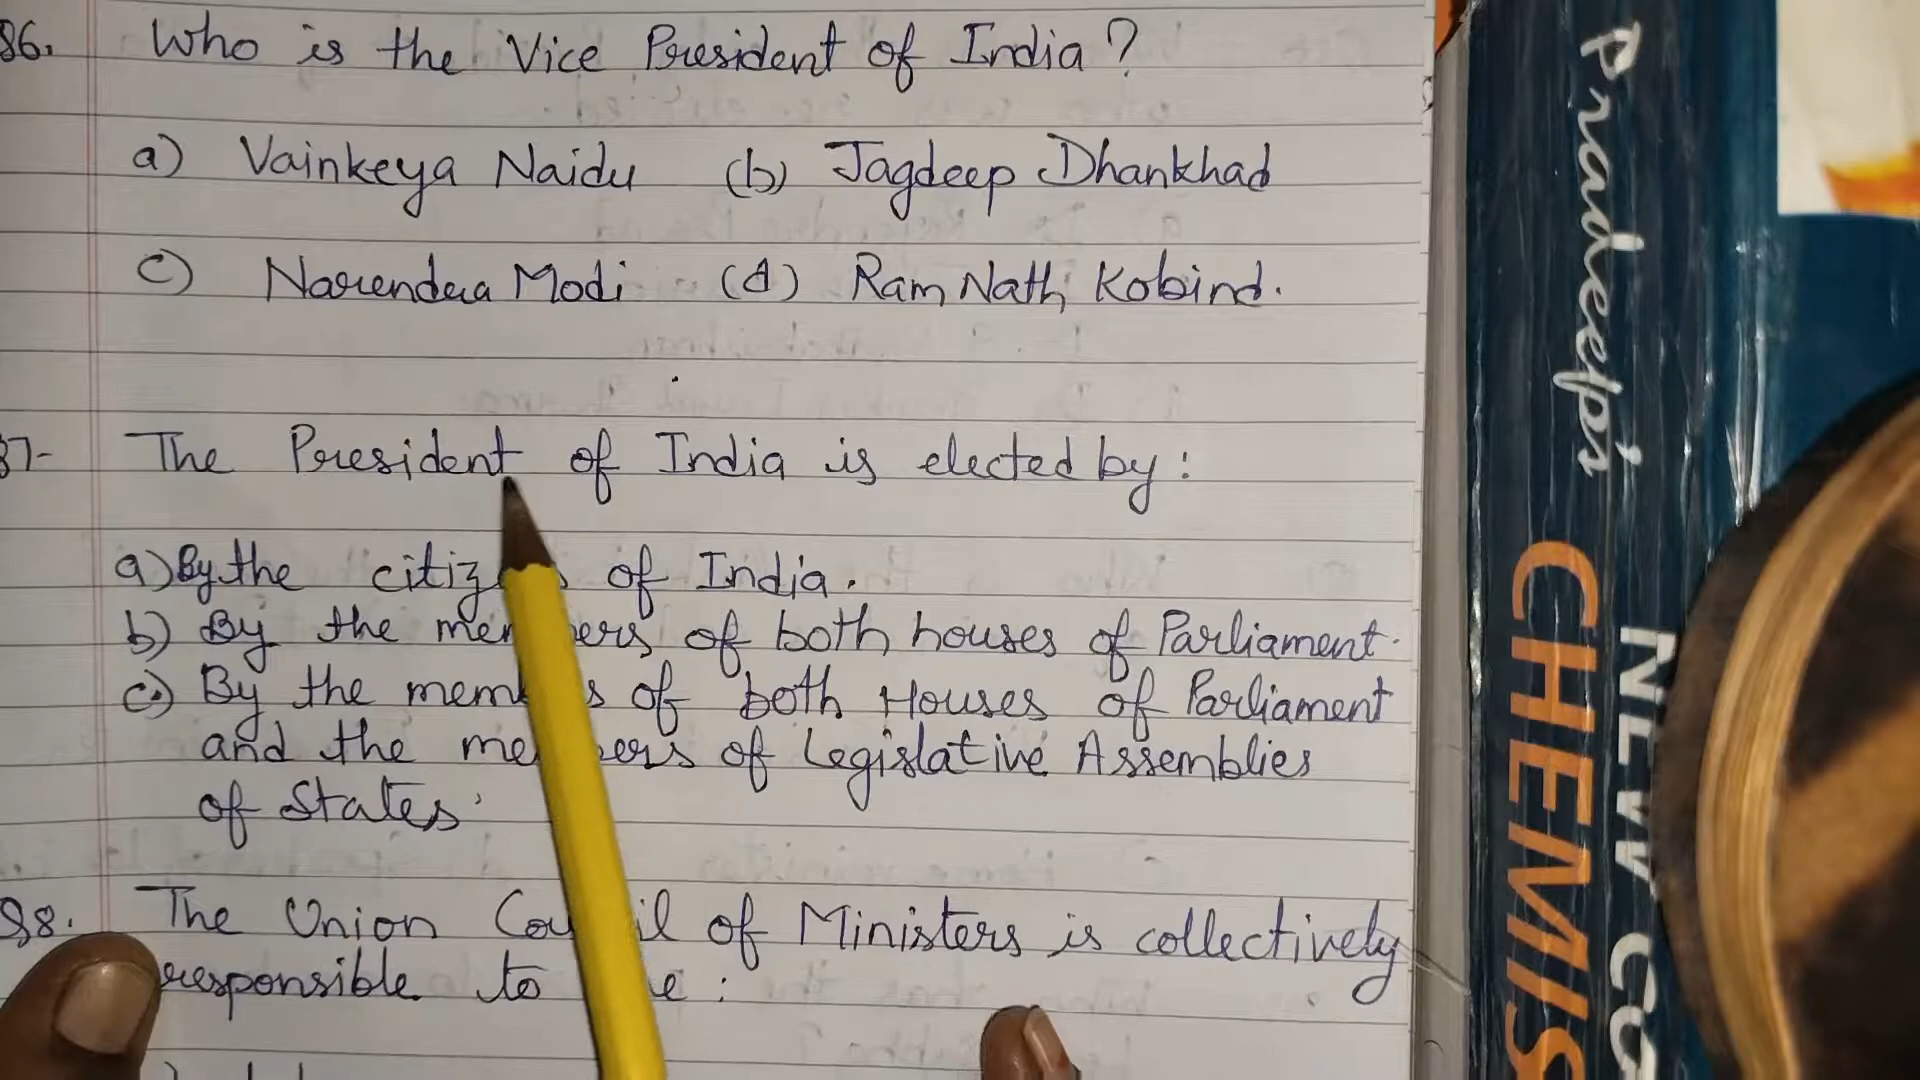 86. Who is the Vice President of India?
a) Vainkeya Naidu (b) Jagdeep Dhankhad
c) Narendra Modi (d) Ram Nath Kobind.
37- The President of India is elected by:
a) By the of India.
b) By the of both houses of Parliament.
c) By the of both Houses of Parliament
and the of Legislative Assemblies
of States
98. The Union of Ministers is collectively
responsible to :
Pradeep's
NEW CO
CHEMIS